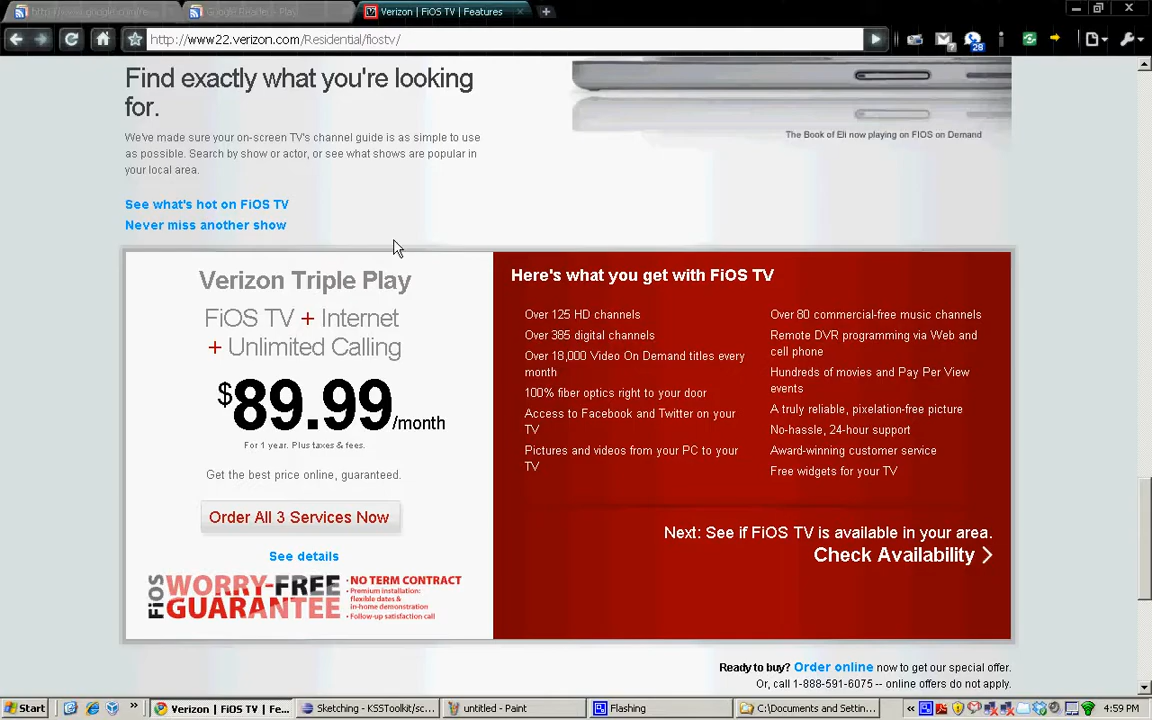 http://www.google.com/reader
Google Reader - Play
Verizon | FiOS TV | Features
http://www22.verizon.com/Residential/fiostv/
7
28
Find exactly what you're looking
for.
We've made sure your on-screen TV's channel guide is as simple to use
as possible. Search by show or actor, or see what shows are popular in
your local area.
The Book of Eli now playing on FIOS on Demand
See what's hot on FiOS TV
Never miss another show
Verizon Triple Play
FiOS TV + Internet
+ Unlimited Calling
$89.99/month
For 1 year. Plus taxes & fees.
Get the best price online, guaranteed.
Order All 3 Services Now
See details
FiOS WORRY-FREE GUARANTEE
• NO TERM CONTRACT
• Premium installation:
flexible dates &
in-home demonstration
• Follow-up satisfaction call
Here's what you get with FiOS TV
Over 125 HD channels
Over 385 digital channels
Over 18,000 Video On Demand titles every
month
100% fiber optics right to your door
Access to Facebook and Twitter on your
TV
Pictures and videos from your PC to your
TV
Over 80 commercial-free music channels
Remote DVR programming via Web and
cell phone
Hundreds of movies and Pay Per View
events
A truly reliable, pixelation-free picture
No-hassle, 24-hour support
Award-winning customer service
Free widgets for your TV
Next: See if FiOS TV is available in your area.
Check Availability
Ready to buy? Order online now to get our special offer.
Or, call 1-888-591-6075 -- online offers do not apply.
Start
Verizon | FiOS TV | Fe...
Sketching - KSSToolkit/sc...
untitled - Paint
Flashing
C:\Documents and Settin...
4:59 PM